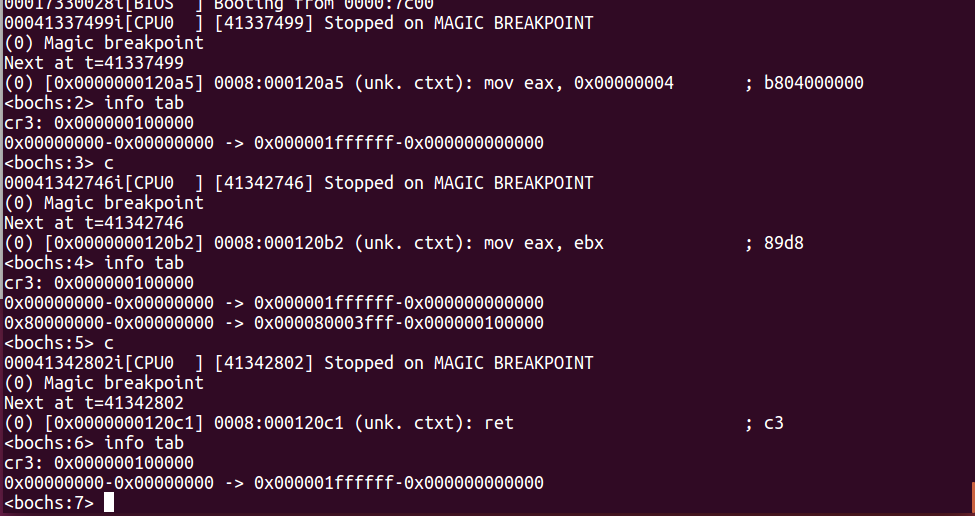 00017330028i[BIOS  ] Booting from 0000:7c00
00041337499i[CPU0  ] [41337499] Stopped on MAGIC BREAKPOINT
(0) Magic breakpoint
Next at t=41337499
(0) [0x0000000120a5] 0008:000120a5 (unk. ctxt): mov eax, 0x00000004       ; b804000000
<bochs:2> info tab
cr3: 0x000000100000
0x00000000-0x00000000 -> 0x000001ffffff-0x000000000000
<bochs:3> c
00041342746i[CPU0  ] [41342746] Stopped on MAGIC BREAKPOINT
(0) Magic breakpoint
Next at t=41342746
(0) [0x0000000120b2] 0008:000120b2 (unk. ctxt): mov eax, ebx              ; 89d8
<bochs:4> info tab
cr3: 0x000000100000
0x00000000-0x00000000 -> 0x000001ffffff-0x000000000000
0x80000000-0x00000000 -> 0x000080003fff-0x000000100000
<bochs:5> c
00041342802i[CPU0  ] [41342802] Stopped on MAGIC BREAKPOINT
(0) Magic breakpoint
Next at t=41342802
(0) [0x0000000120c1] 0008:000120c1 (unk. ctxt): ret                       ; c3
<bochs:6> info tab
cr3: 0x000000100000
0x00000000-0x00000000 -> 0x000001ffffff-0x000000000000
<bochs:7>